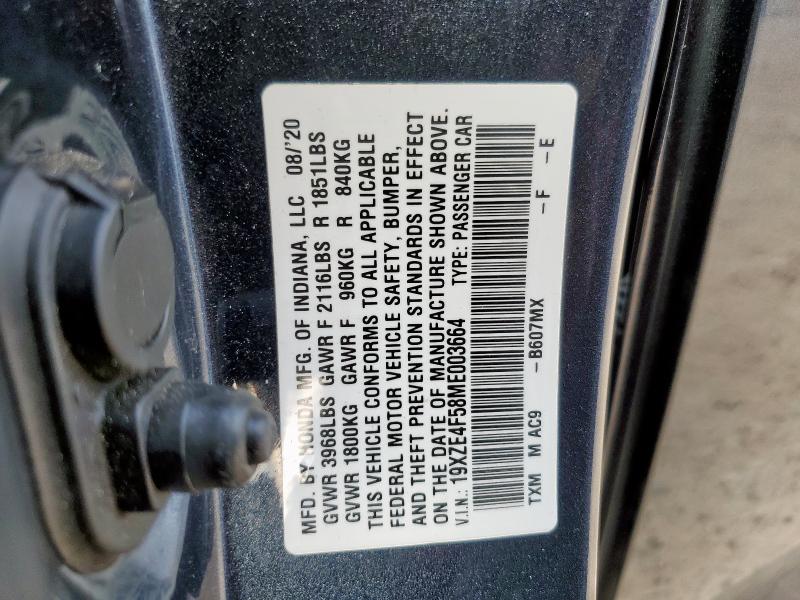 MFD. BY HONDA MFG. OF INDIANA, LLC 08/'20
GVWR 3968LBS GAWR F 2116LBS R 1851LBS
GVWR 1800KG GAWR F 960KG R 840KG
THIS VEHICLE CONFORMS TO ALL APPLICABLE
FEDERAL MOTOR VEHICLE SAFETY, BUMPER,
AND THEFT PREVENTION STANDARDS IN EFFECT
ON THE DATE OF MANUFACTURE SHOWN ABOVE.
V.I.N.: 19XZE4F58ME003664 TYPE: PASSENGER CAR
TXM M AC9 -B607MX -F -E